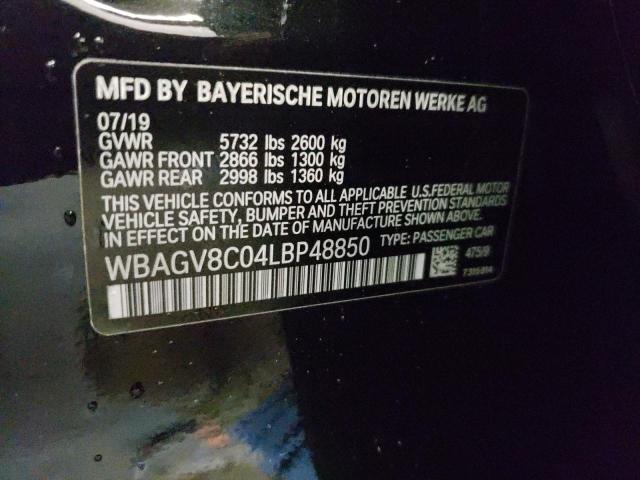 MFD BY BAYERISCHE MOTOREN WERKE AG
07/19
GVWR 5732 lbs 2600 kg
GAWR FRONT 2866 lbs 1300 kg
GAWR REAR 2998 lbs 1360 kg
THIS VEHICLE CONFORMS TO ALL APPLICABLE U.S.FEDERAL MOTOR
VEHICLE SAFETY, BUMPER AND THEFT PREVENTION STANDARDS
IN EFFECT ON THE DATE OF MANUFACTURE SHOWN ABOVE.
WBAGV8C04LBP48850 TYPE: PASSENGER CAR
475/9
7315914